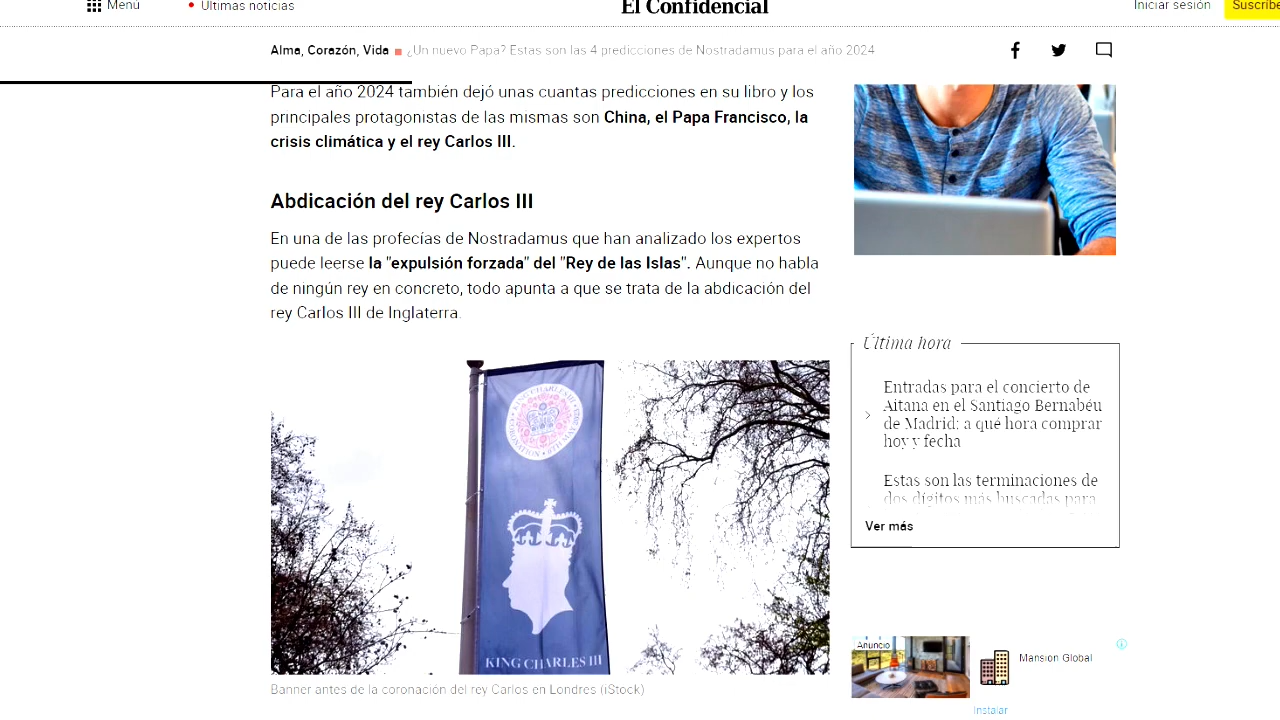 Menú
Últimas noticias
El Confidencial
Iniciar sesión
Suscríbe
Alma, Corazón, Vida
¿Un nuevo Papa? Estas son las 4 predicciones de Nostradamus para el año 2024
Para el año 2024 también dejó unas cuantas predicciones en su libro y los
principales protagonistas de las mismas son China, el Papa Francisco, la
crisis climática y el rey Carlos III.
Abdicación del rey Carlos III
En una de las profecías de Nostradamus que han analizado los expertos
puede leerse la "expulsión forzada" del "Rey de las Islas". Aunque no habla
de ningún rey en concreto, todo apunta a que se trata de la abdicación del
rey Carlos III de Inglaterra.
KING CHARLES III
Banner antes de la coronación del rey Carlos en Londres (iStock)
Última hora
Entradas para el concierto de
Aitana en el Santiago Bernabéu
de Madrid: a qué hora comprar
hoy y fecha
Estas son las terminaciones de
dos dígitos más buscadas para
Ver más
Anuncio
Mansion Global
Instalar